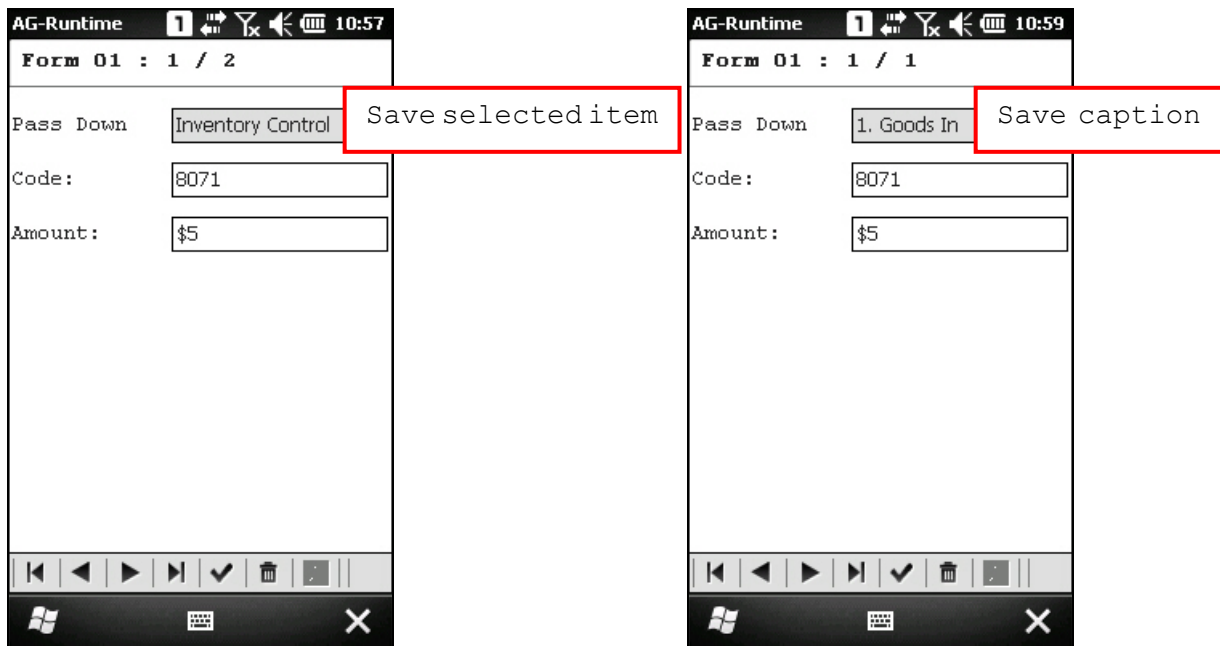 AG-Runtime 1 10:57
Form 01 : 1 / 2
Pass Down Inventory Control
Save selected item
Code: 8071
Amount: $5
AG-Runtime 1 10:59
Form 01 : 1 / 1
Pass Down 1. Goods In
Save caption
Code: 8071
Amount: $5